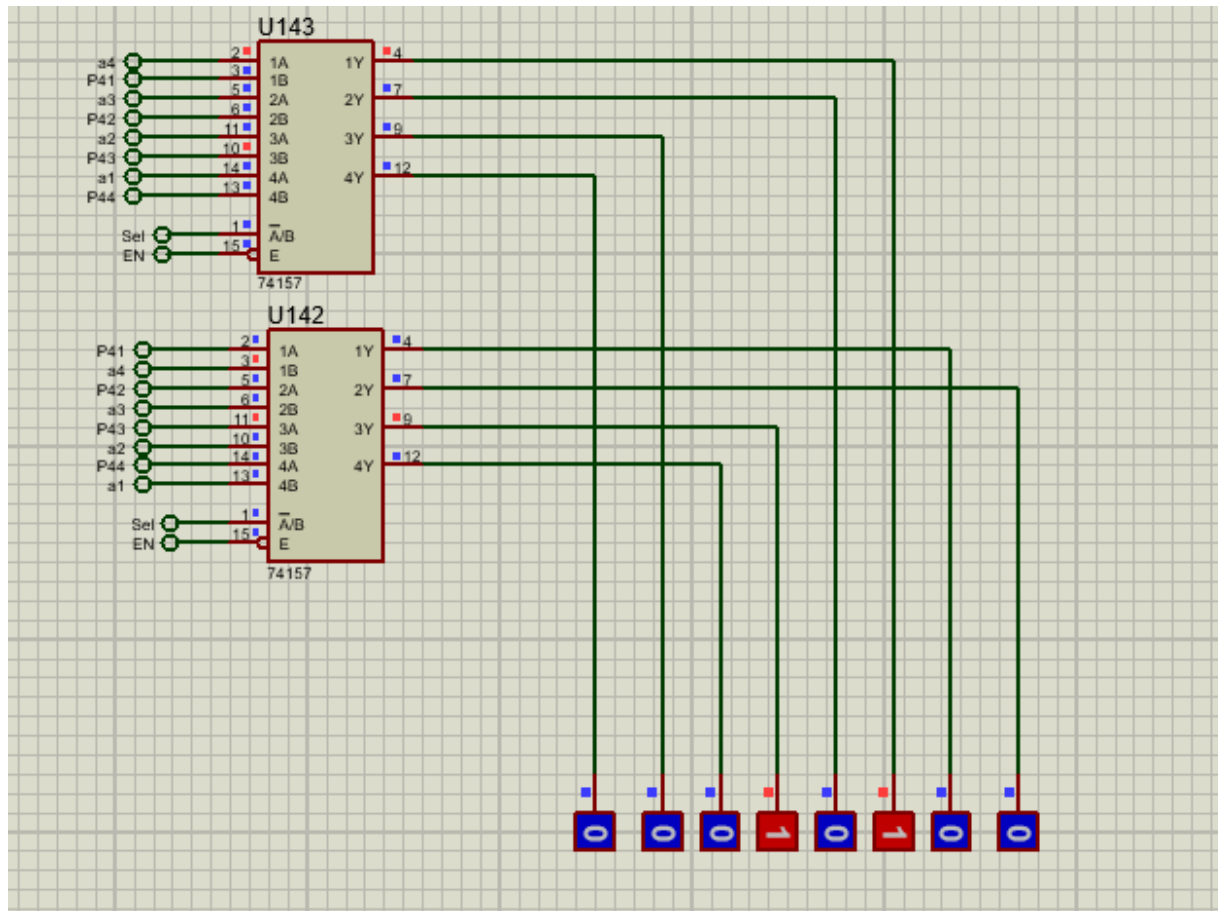 U143
a4 2 1A 1Y 4
P41 3 1B
a3 5 2A 2Y 7
P42 6 2B
a2 11 3A 3Y 9
P43 10 3B
a1 14 4A 4Y 12
P44 13 4B
Sel 1 A/B
EN 15 E
74157
U142
P41 2 1A 1Y 4
a4 3 1B
P42 5 2A 2Y 7
a3 6 2B
P43 11 3A 3Y 9
a2 10 3B
P44 14 4A 4Y 12
a1 13 4B
Sel 1 A/B
EN 15 E
74157
0 0 0 1 0 1 0 0